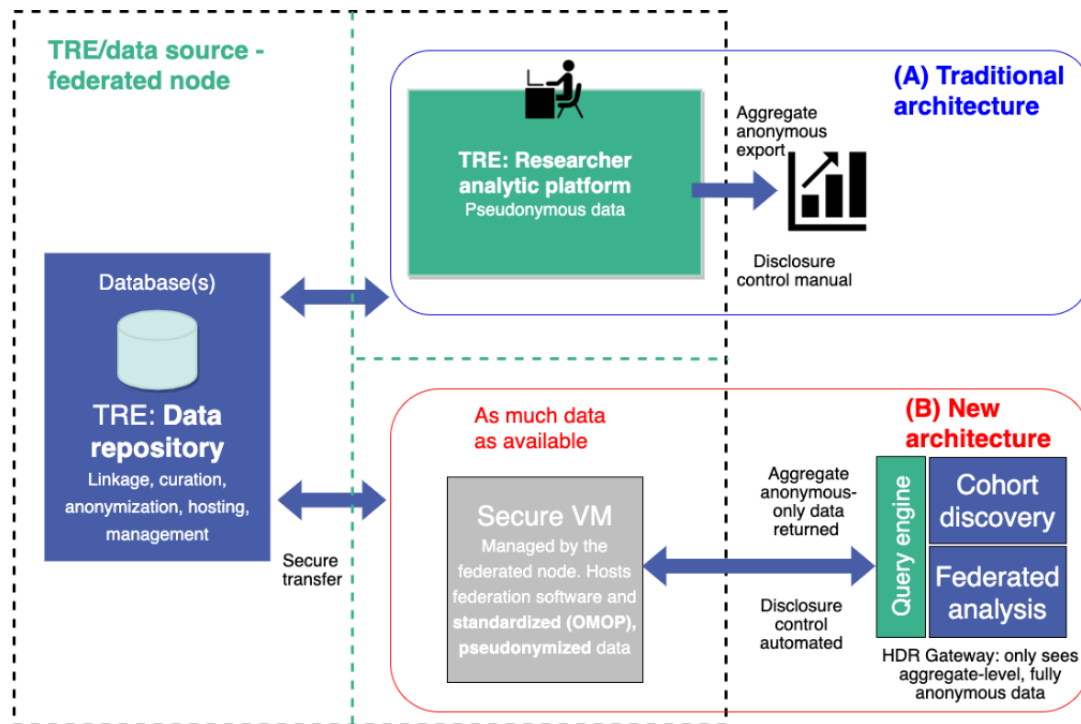 TRE/data source -
federated node
(A) Traditional
architecture
TRE: Researcher
analytic platform
Pseudonymous data
Aggregate
anonymous
export
Disclosure
control manual
Database(s)
TRE: Data
repository
Linkage, curation,
anonymization, hosting,
management
Secure
transfer
As much data
as available
(B) New
architecture
Secure VM
Managed by the
federated node. Hosts
federation software and
standardized (OMOP),
pseudonymized data
Aggregate
anonymous-
only data
returned
Disclosure
control
automated
Query engine
Cohort
discovery
Federated
analysis
HDR Gateway: only sees
aggregate-level, fully
anonymous data